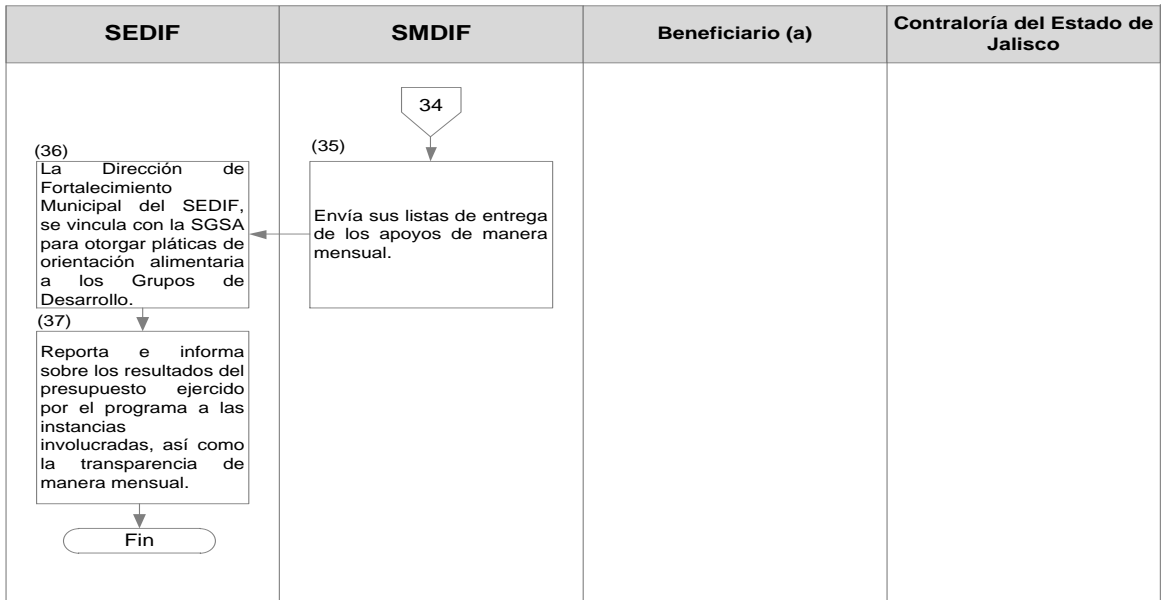 SEDIF
SMDIF
Beneficiario (a)
Contraloría del Estado de
Jalisco
34
(35)
Envía sus listas de entrega
de los apoyos de manera
mensual.
(36)
La Dirección de
Fortalecimiento
Municipal del SEDIF,
se vincula con la SGSA
para otorgar pláticas de
orientación alimentaria
a los Grupos de
Desarrollo.
(37)
Reporta e informa
sobre los resultados del
presupuesto ejercido
por el programa a las
instancias
involucradas, así como
la transparencia de
manera mensual.
Fin